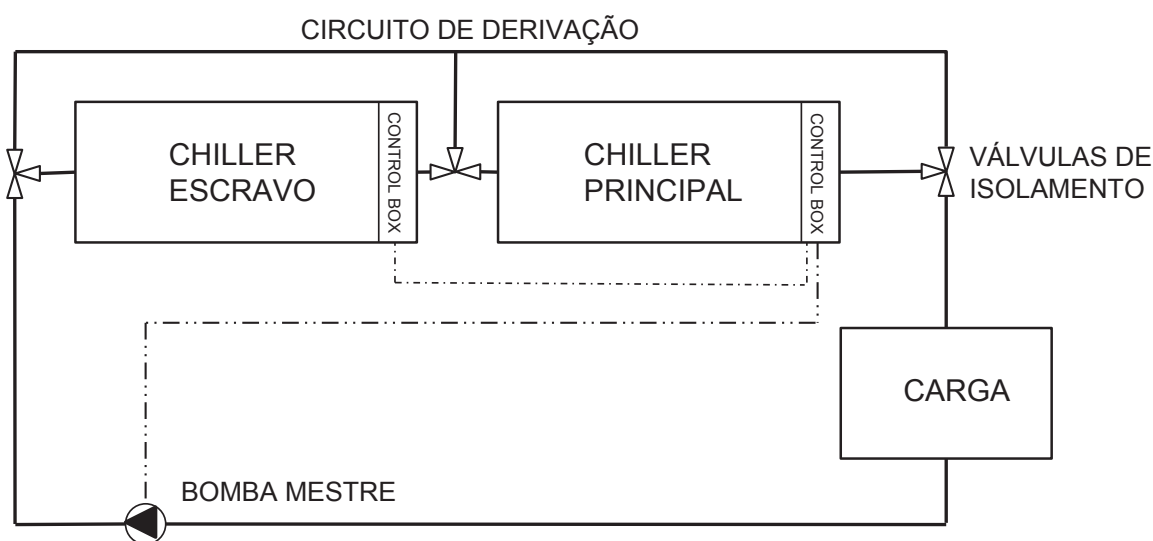 CIRCUITO DE DERIVAÇÃO
CHILLER
ESCRAVO
CONTROL BOX
CHILLER
PRINCIPAL
CONTROL BOX
VÁLVULAS DE
ISOLAMENTO
CARGA
BOMBA MESTRE